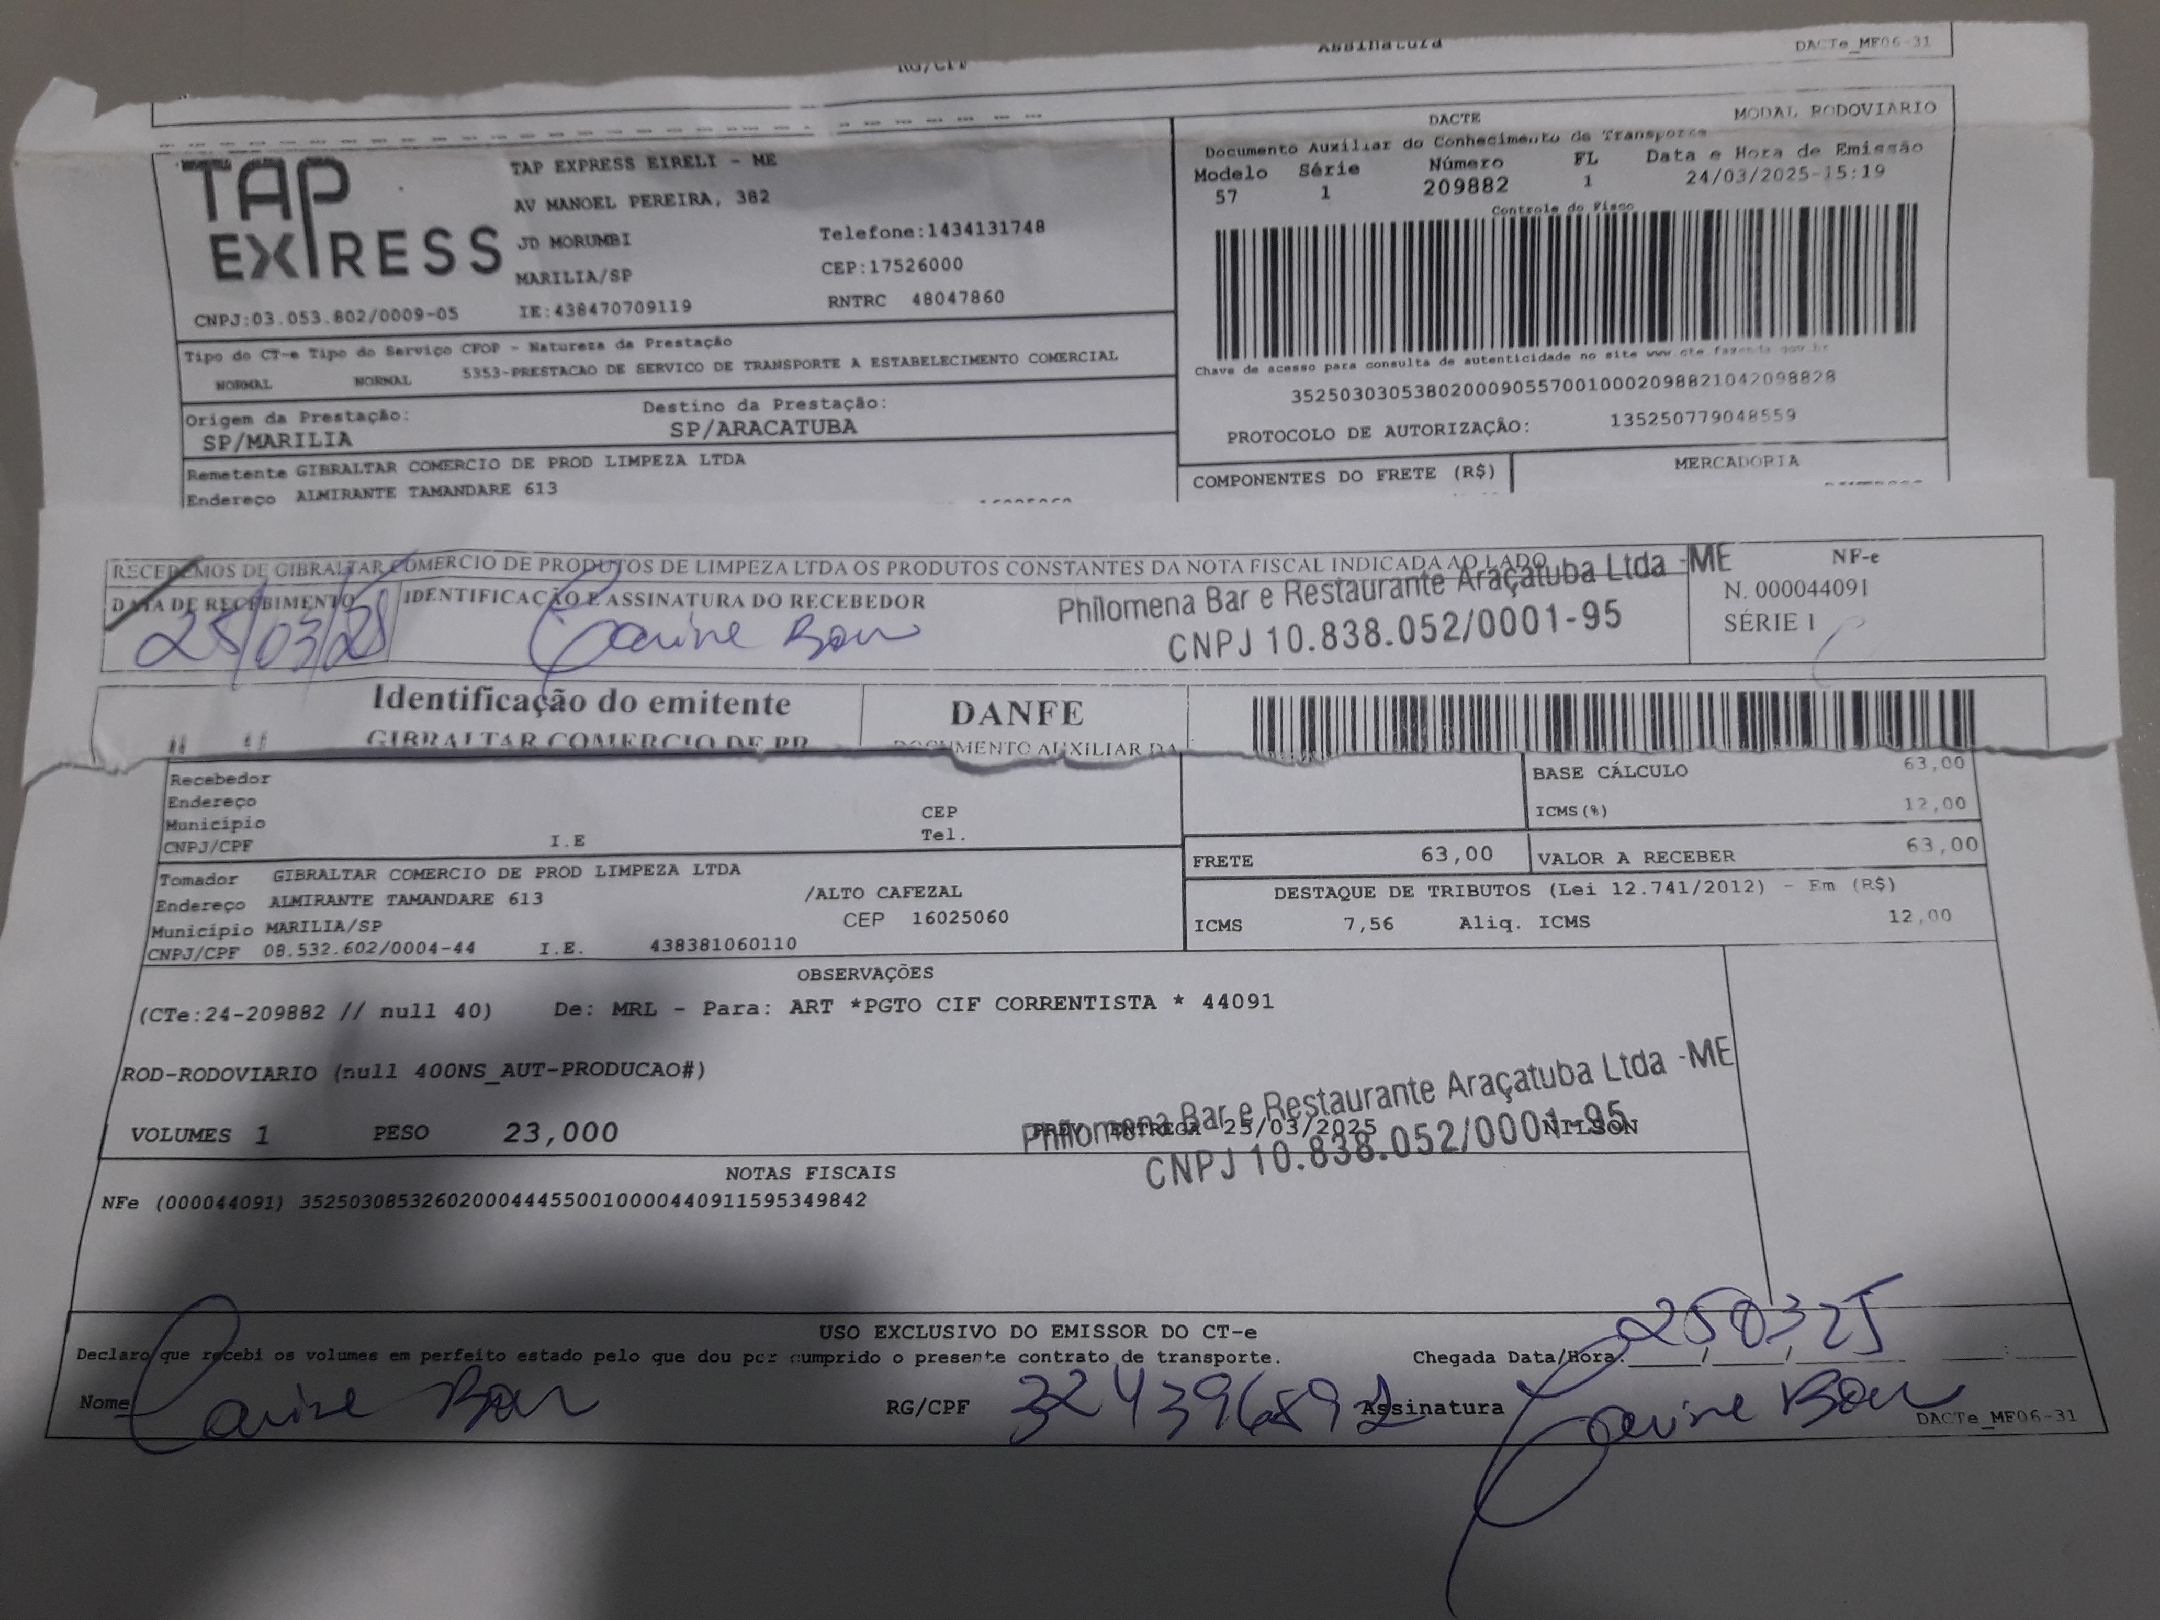 Assinatura
RG/CPF
DACTe_MF06-31
TAP EXPRESS
TAP EXPRESS EIRELI - ME
AV MANOEL PEREIRA, 382
JD MORUMBI Telefone:1434131748
MARILIA/SP CEP:17526000
CNPJ:03.053.802/0009-05 IE:438470709119 RNTRC 48047860
DACTE MODAL RODOVIARIO
Documento Auxiliar do Conhecimento de Transporte
Modelo Série Número FL Data e Hora de Emissão
57 1 209882 1 24/03/2025-15:19
Controle do Fisco
Chave de acesso para consulta de autenticidade no site www.cte.fazenda.gov.br
35250303053802000905570010002098821042098828
PROTOCOLO DE AUTORIZAÇÃO: 135250779048559
Tipo do CT-e Tipo do Serviço CFOP - Natureza da Prestação
NORMAL NORMAL 5353-PRESTACAO DE SERVICO DE TRANSPORTE A ESTABELECIMENTO COMERCIAL
Origem da Prestação: Destino da Prestação:
SP/MARILIA SP/ARACATUBA
Remetente GIBRALTAR COMERCIO DE PROD LIMPEZA LTDA
Endereço ALMIRANTE TAMANDARE 613
COMPONENTES DO FRETE (R$) MERCADORIA
RECEBEMOS DE GIBRALTAR COMERCIO DE PRODUTOS DE LIMPEZA LTDA OS PRODUTOS CONSTANTES DA NOTA FISCAL INDICADA AO LADO
DATA DE RECEBIMENTO IDENTIFICAÇÃO E ASSINATURA DO RECEBEDOR
25/03/25
Philomena Bar e Restaurante Araçatuba Ltda -ME
CNPJ 10.838.052/0001-95
NF-e
N. 000044091
SÉRIE 1
Identificação do emitente DANFE
GIBRALTAR COMERCIO DE PR DOCUMENTO AUXILIAR DA
Recebedor
Endereço CEP
Município Tel.
CNPJ/CPF I.E
BASE CÁLCULO 63,00
ICMS(%) 12,00
FRETE 63,00 VALOR A RECEBER 63,00
Tomador GIBRALTAR COMERCIO DE PROD LIMPEZA LTDA
Endereço ALMIRANTE TAMANDARE 613 /ALTO CAFEZAL
Município MARILIA/SP CEP 16025060
CNPJ/CPF 08.532.602/0004-44 I.E. 438381060110
DESTAQUE DE TRIBUTOS (Lei 12.741/2012) - Em (R$)
ICMS 7,56 Aliq. ICMS 12,00
OBSERVAÇÕES
(CTe:24-209882 // null 40) De: MRL - Para: ART *PGTO CIF CORRENTISTA * 44091
ROD-RODOVIARIO (null 400NS_AUT-PRODUCAO#)
Philomena Bar e Restaurante Araçatuba Ltda -ME
CNPJ 10.838.052/0001-95
VOLUMES 1 PESO 23,000 PREV ENTREGA 25/03/2025 NILSON
NOTAS FISCAIS
NFe (000044091) 35250308532602000444550010000440911595349842
USO EXCLUSIVO DO EMISSOR DO CT-e
Declaro que recebi os volumes em perfeito estado pelo que dou por cumprido o presente contrato de transporte. Chegada Data/Hora: 25 03 25
Nome RG/CPF 324396892 Assinatura
DACTe_MF06-31